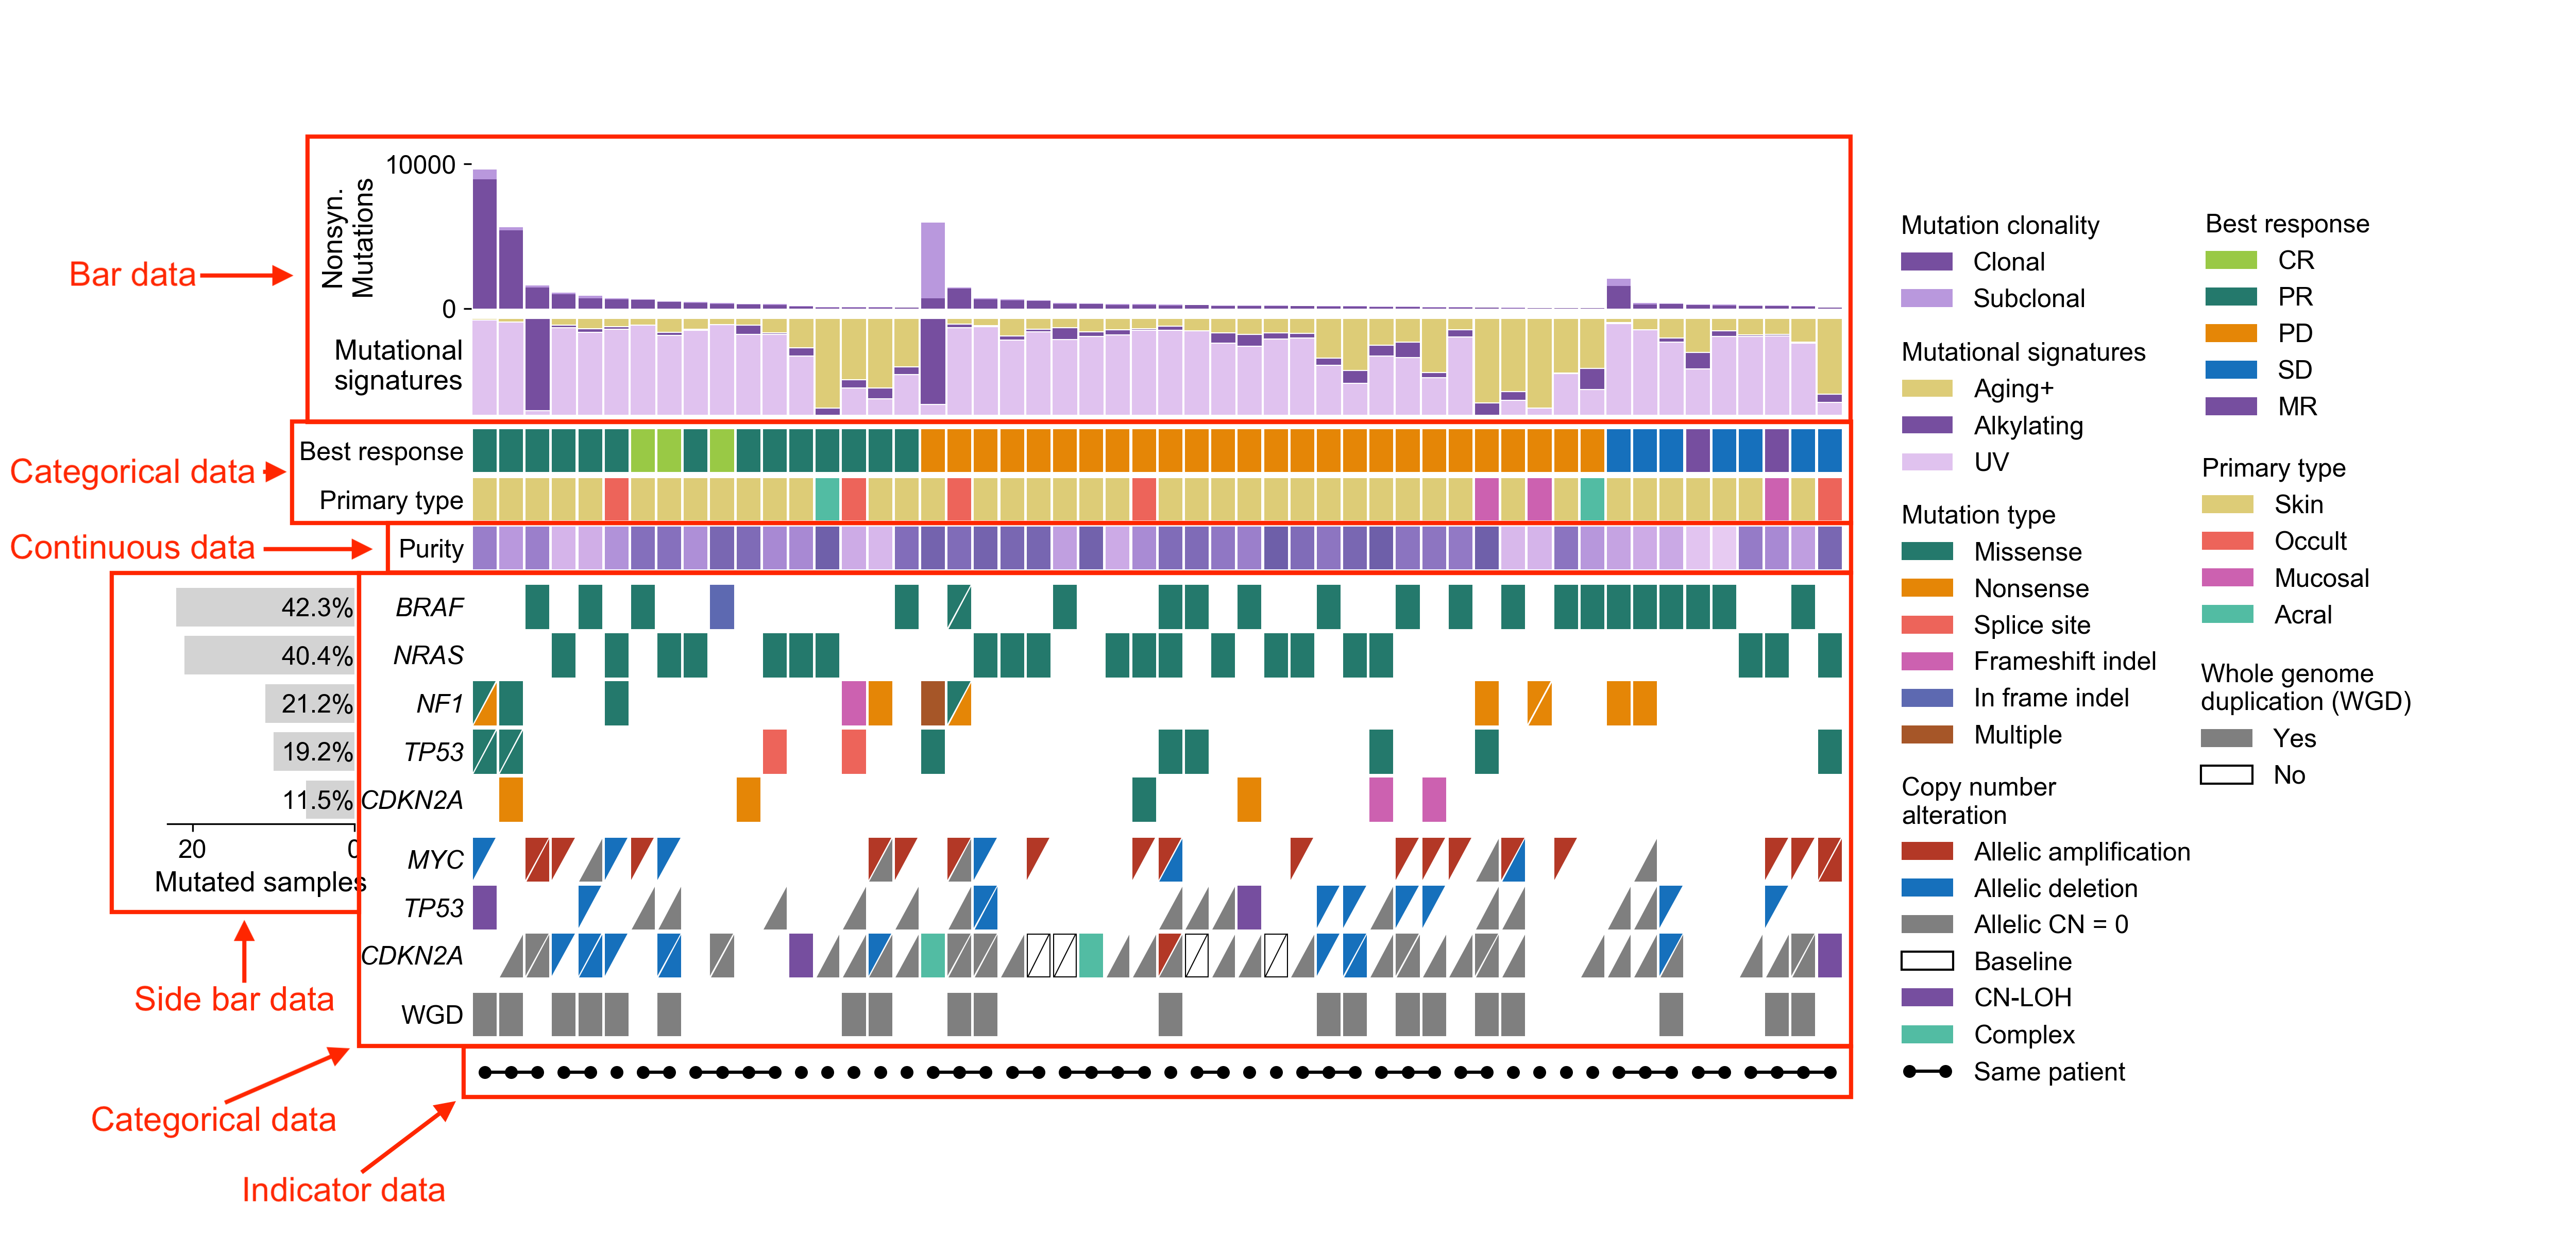 10000
Nonsyn.
Mutations
0
Mutational
signatures
Bar data
Best response
Primary type
Categorical data
Purity
Continuous data
42.3%
BRAF
40.4%
NRAS
21.2%
NF1
19.2%
TP53
11.5%
CDKN2A
20
0
Mutated samples
Side bar data
MYC
TP53
CDKN2A
WGD
Categorical data
Indicator data
Mutation clonality
Clonal
Subclonal
Mutational signatures
Aging+
Alkylating
UV
Mutation type
Missense
Nonsense
Splice site
Frameshift indel
In frame indel
Multiple
Copy number
alteration
Allelic amplification
Allelic deletion
Allelic CN = 0
Baseline
CN-LOH
Complex
Same patient
Best response
CR
PR
PD
SD
MR
Primary type
Skin
Occult
Mucosal
Acral
Whole genome
duplication (WGD)
Yes
No